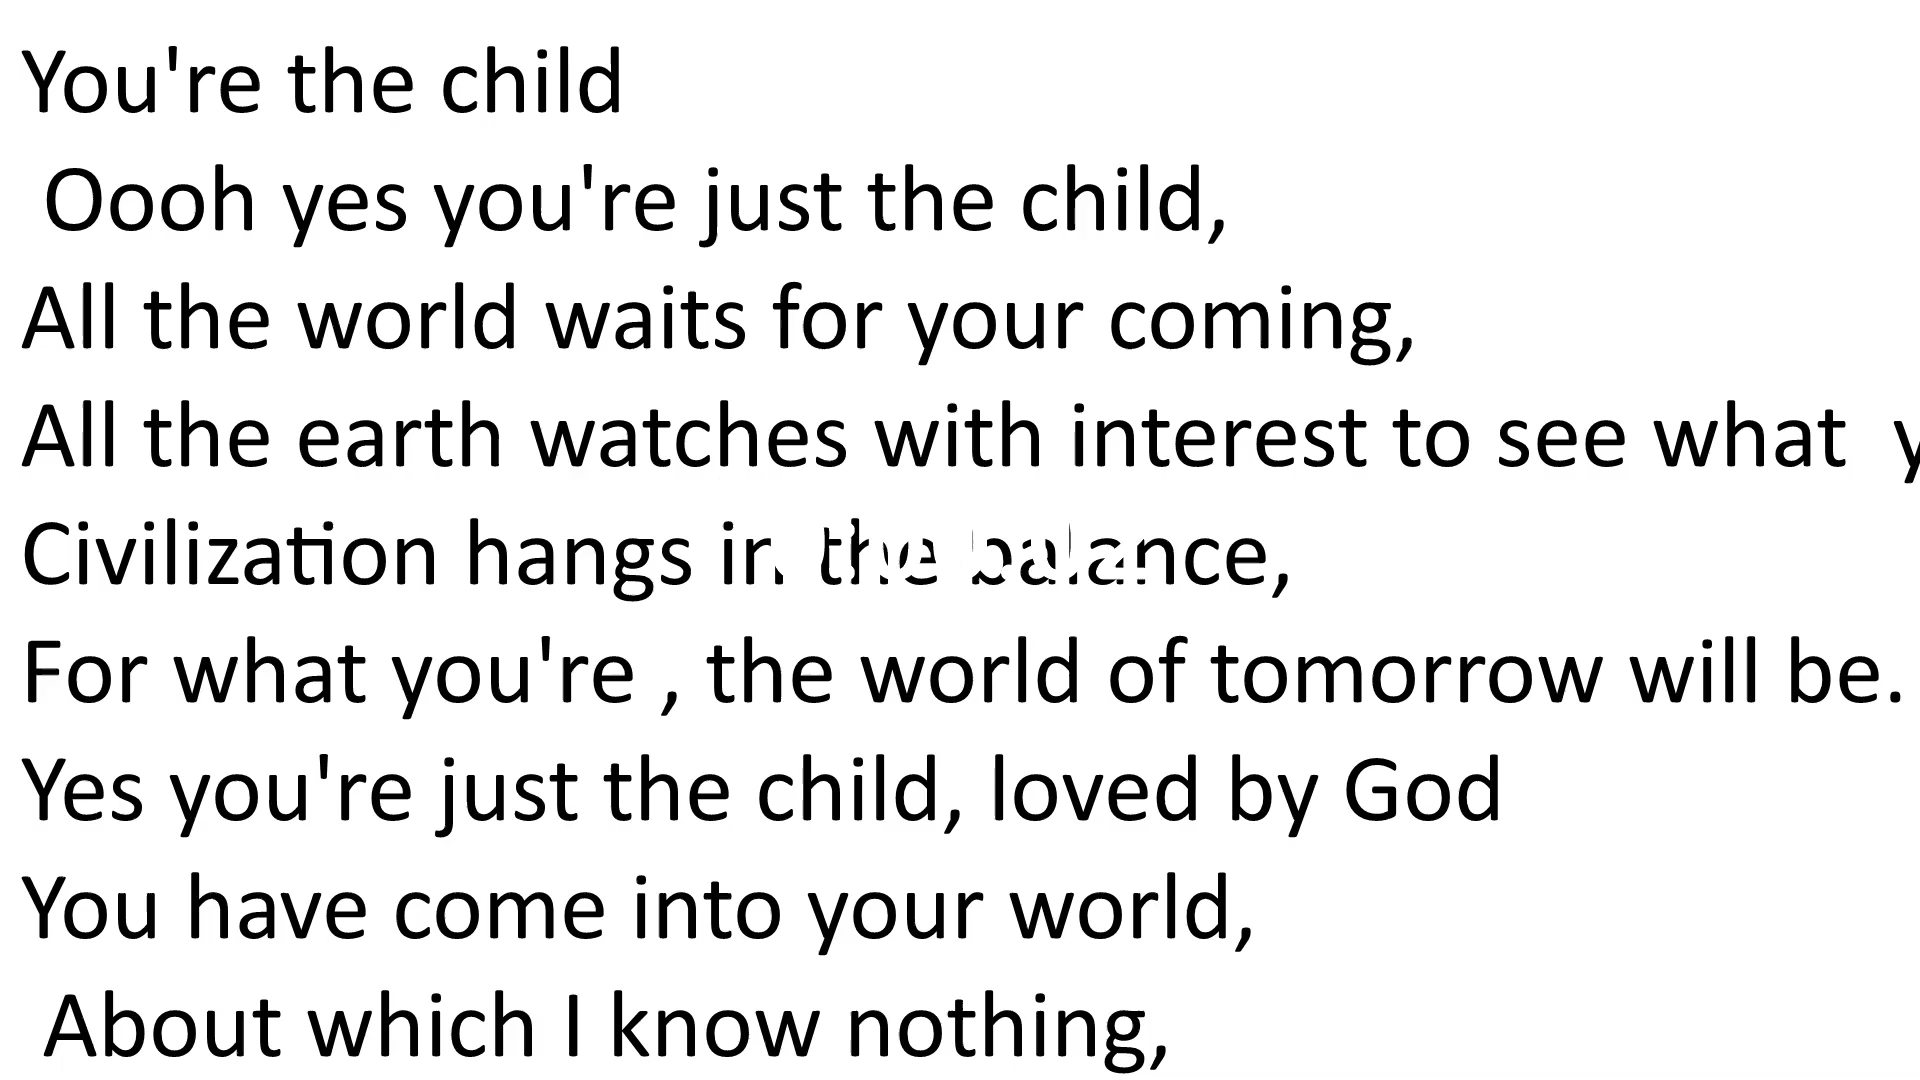 You're the child
Oooh yes you're just the child,
All the world waits for your coming,
All the earth watches with interest to see what
Civilization hangs in the balance,
For what you're , the world of tomorrow will be.
Yes you're just the child, loved by God
You have come into your world,
About which I know nothing,